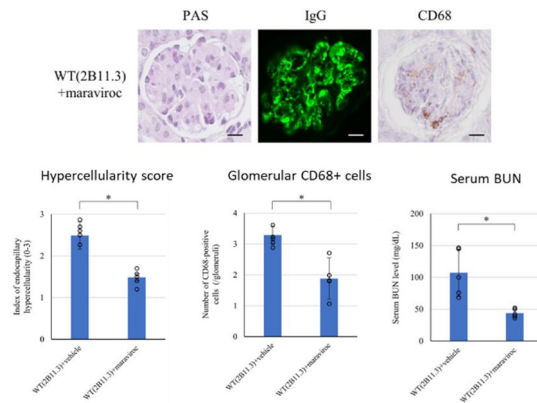 PAS IgG CD68
WT(2B11.3)
+maraviroc
Hypercellularity score
Index of endocapillary
hypercellularity (0-3)
3
2
1
0
*
WT(2B11.3)+vehicle
WT(2B11.3)+maraviroc
Glomerular CD68+ cells
Number of CD68-positive
cells (/glomeruli)
4
3
2
1
0
*
WT(2B11.3)+vehicle
WT(2B11.3)+maraviroc
Serum BUN
Serum BUN level (mg/dL)
200
150
100
50
0
*
WT(2B11.3)+vehicle
WT(2B11.3)+maraviroc